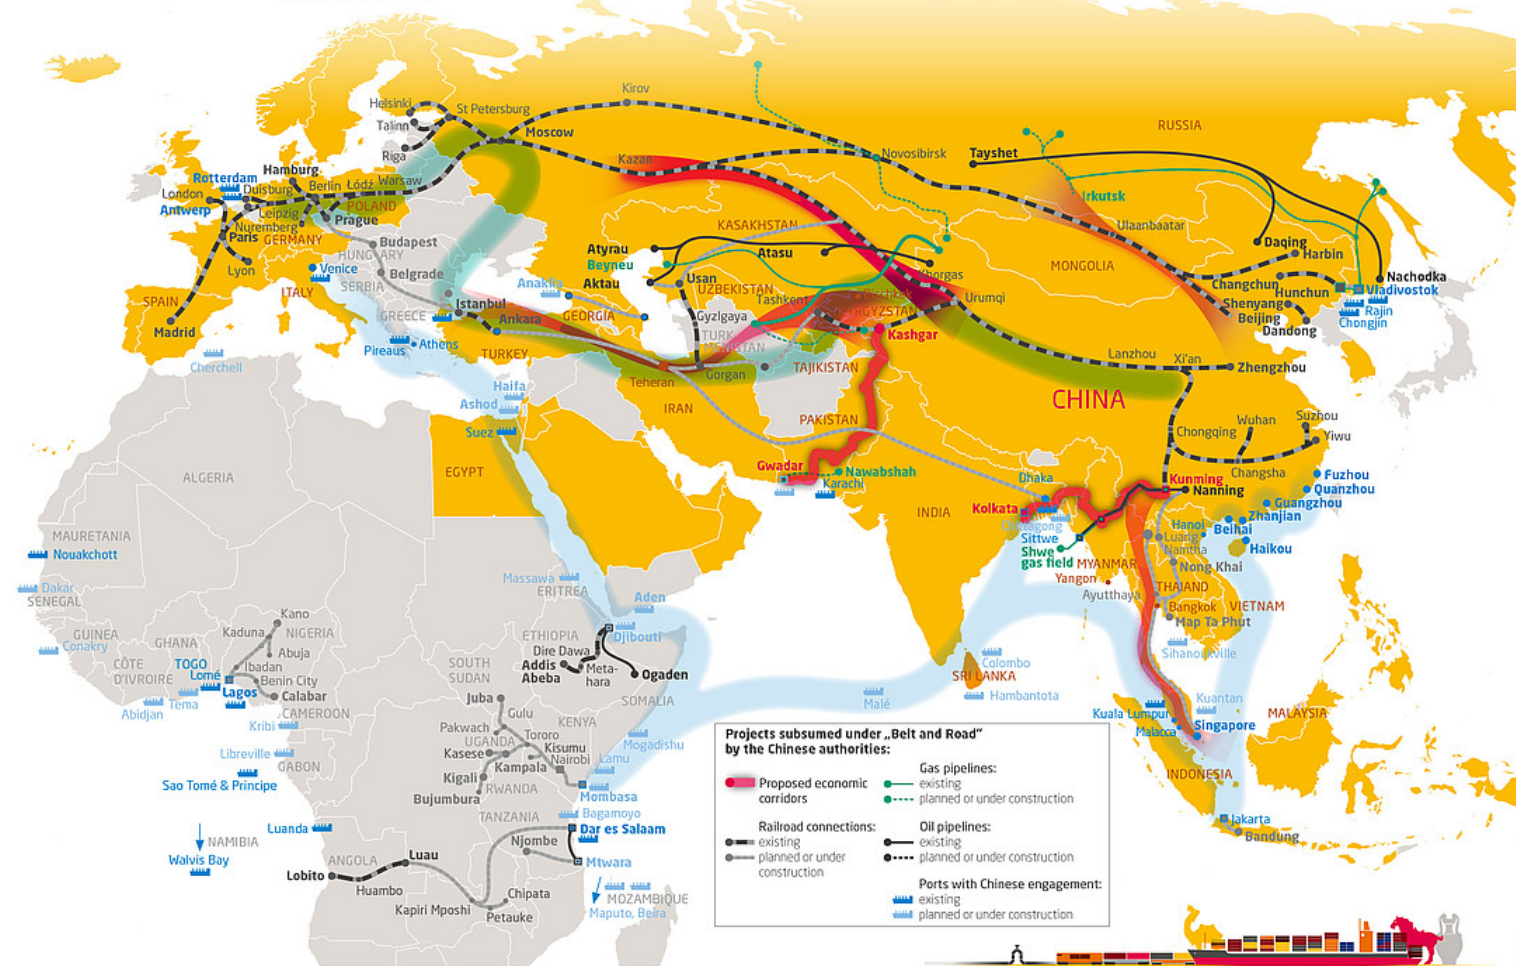 Kirov
Helsinki
St Petersburg
Talinn
Moscow
RUSSIA
Riga
Kazan
Novosibirsk
Tayshet
Hamburg
Rotterdam
Duisburg
Berlin
Łódź
Warsaw
London
Antwerp
Leipzig
POLAND
Irkutsk
Prague
Nuremberg
Paris
GERMANY
KASAKHSTAN
Ulaanbaatar
Budapest
HUNGARY
Atyrau
Atasu
Daqing
Harbin
Lyon
Venice
Beyneu
MONGOLIA
Belgrade
Khorgas
Aktau
Usan
Nachodka
SERBIA
Anaklia
UZBEKISTAN
Changchun
Hunchun
Vladivostok
ITALY
SPAIN
Tashkent
Bischkek
Urumqi
Shenyang
Rajin
Istanbul
GREECE
GEORGIA
Gyzlgaya
Beijing
Chongjin
Madrid
Ankara
Dandong
Kashgar
Athens
Pireaus
TURK
MENISTAN
TURKEY
Lanzhou
Xi'an
Cherchell
TAJIKISTAN
Zhengzhou
Teheran
Gorgan
Haifa
Ashod
IRAN
CHINA
PAKISTAN
Wuhan
Suzhou
Suez
Chongqing
Yiwu
Gwadar
EGYPT
Nawabshah
Changsha
ALGERIA
Karachi
Dhaka
Kunming
Fuzhou
Nanning
Quanzhou
Kolkata
INDIA
Guangzhou
Chittagong
Zhanjian
Hanoi
Beihai
MAURETANIA
Sittwe
Luang
Namtha
Haikou
Nouakchott
Shwe
gas field
MYANMAR
Nong Khai
Massawa
Yangon
ERITREA
Ayutthaya
THAILAND
Dakar
SENEGAL
Aden
Bangkok
VIETNAM
Kano
Map Ta Phut
GUINEA
Kaduna
NIGERIA
ETHIOPIA
Djibouti
Conakry
GHANA
Abuja
Dire Dawa
Sihanoukville
CÔTE
D'IVROIRE
TOGO
Lomé
Ibadan
SOUTH
SUDAN
Addis
Abeba
Meta-
hara
Ogaden
Colombo
Benin City
SRI LANKA
Tema
Lagos
Calabar
Malé
Hambantota
Kuantan
Abidjan
Juba
SOMALIA
Kuala Lumpur
MALAYSIA
CAMEROON
Gulu
Singapore
Kribi
Pakwach
KENYA
Malacca
UGANDA
Tororo
Kasese
Kisumu
Mogadishu
Libreville
Nairobi
Lamu
GABON
Kampala
INDONESIA
Kigali
Sao Tomé & Principe
RWANDA
Bujumbura
Mombasa
TANZANIA
Bagamoyo
Jakarta
Luanda
Dar es Salaam
Bandung
NAMIBIA
Njombe
Walvis Bay
ANGOLA
Luau
Mtwara
Lobito
Huambo
Chipata
Kapiri Mposhi
Petauke
MOZAMBIQUE
Maputo, Beira
Projects subsumed under „Belt and Road"
by the Chinese authorities:
Proposed economic
corridors
Railroad connections:
existing
planned or under
construction
Gas pipelines:
existing
planned or under construction
Oil pipelines:
existing
planned or under construction
Ports with Chinese engagement:
existing
planned or under construction